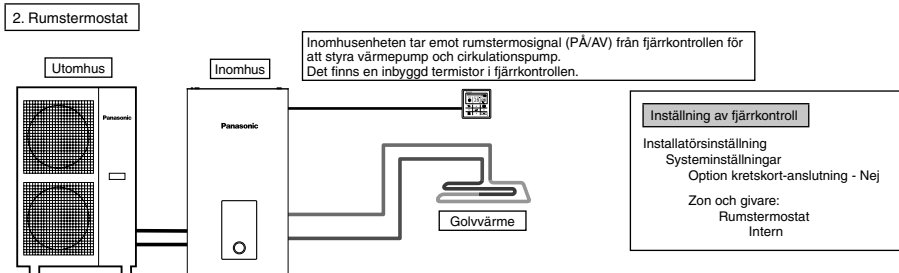 2. Rumstermostat
Inomhusenheten tar emot rumstermosignal (PÅ/AV) från fjärrkontrollen för
att styra värmepump och cirkulationspump.
Det finns en inbyggd termistor i fjärrkontrollen.
Utomhus
Inomhus
Panasonic
Panasonic
Golvvärme
Inställning av fjärrkontroll
Installatörsinställning
Systeminställningar
Option kretskort-anslutning - Nej
Zon och givare:
Rumstermostat
Intern